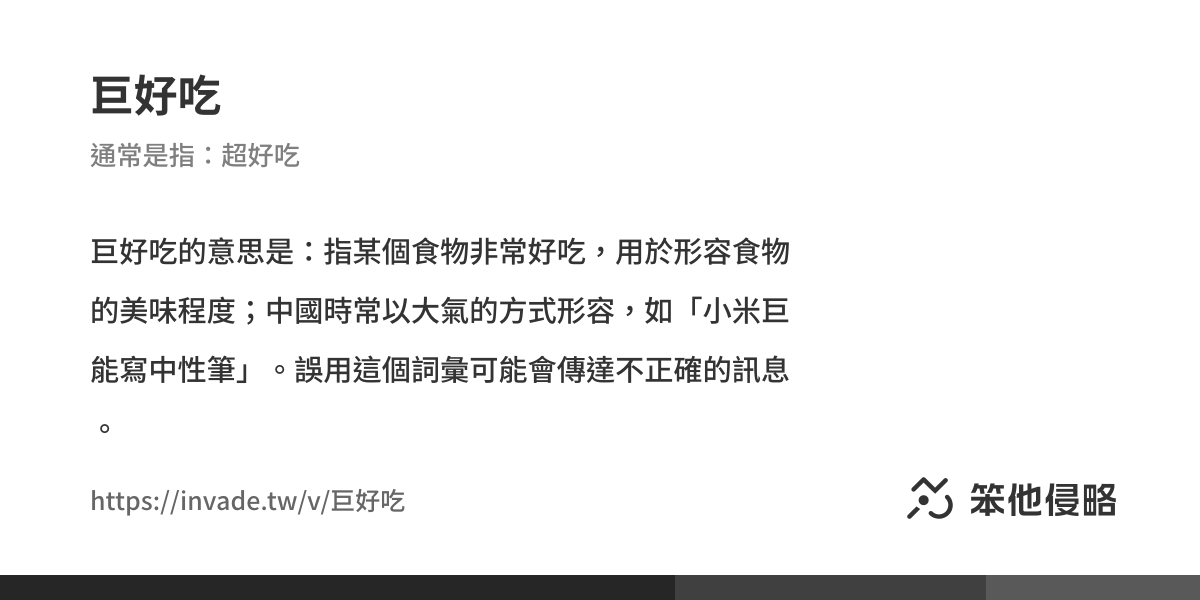 巨好吃
通常是指：超好吃
巨好吃的意思是：指某個食物非常好吃，用於形容食物
的美味程度；中國時常以大氣的方式形容，如「小米巨
能寫中性筆」。誤用這個詞彙可能會傳達不正確的訊息
。
https://invade.tw/v/巨好吃
笨他侵略